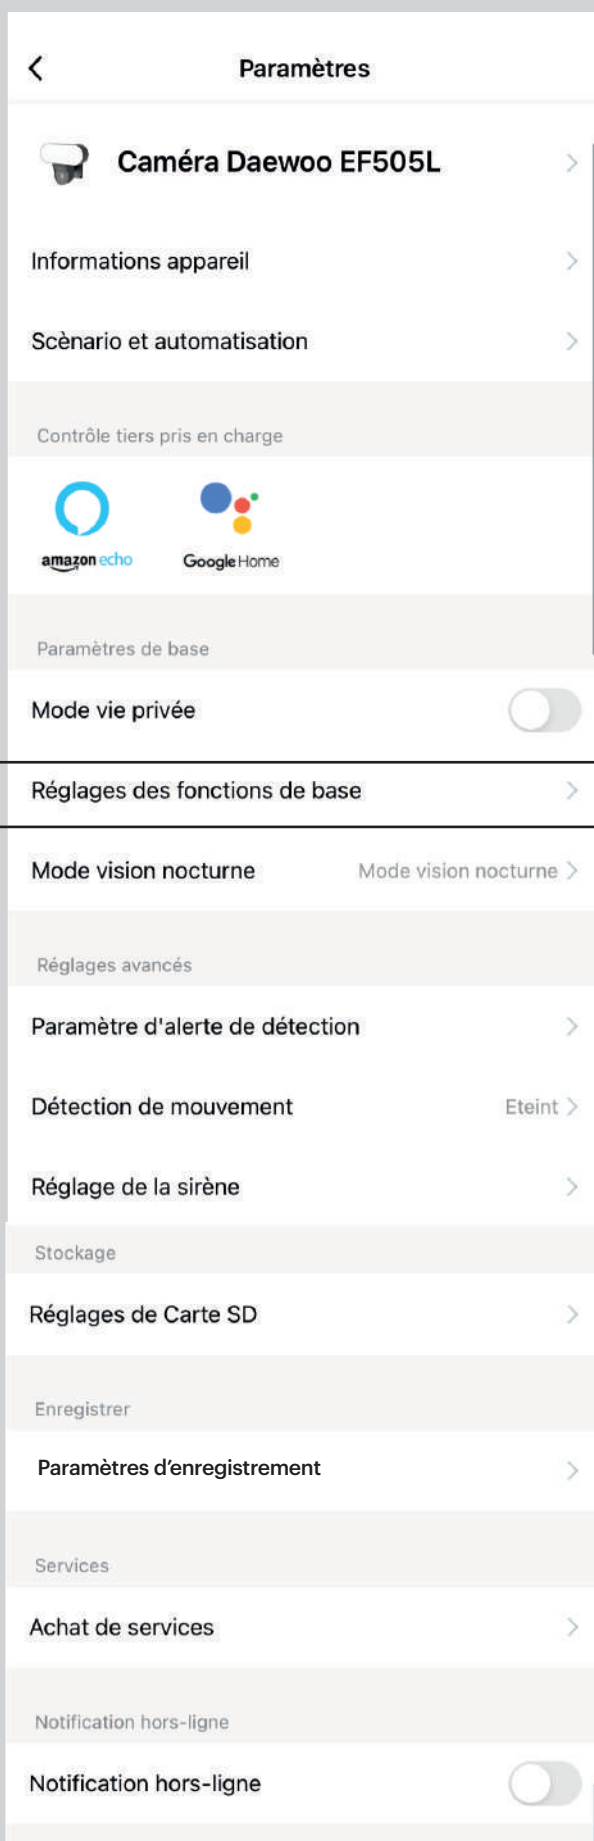 Paramètres
Caméra Daewoo EF505L
Informations appareil
Scènario et automatisation
Contrôle tiers pris en charge
amazon echo Google Home
Paramètres de base
Mode vie privée
Réglages des fonctions de base
Mode vision nocturne Mode vision nocturne
Réglages avancés
Paramètre d'alerte de détection
Détection de mouvement Eteint
Réglage de la sirène
Stockage
Réglages de Carte SD
Enregistrer
Paramètres d’enregistrement
Services
Achat de services
Notification hors-ligne
Notification hors-ligne